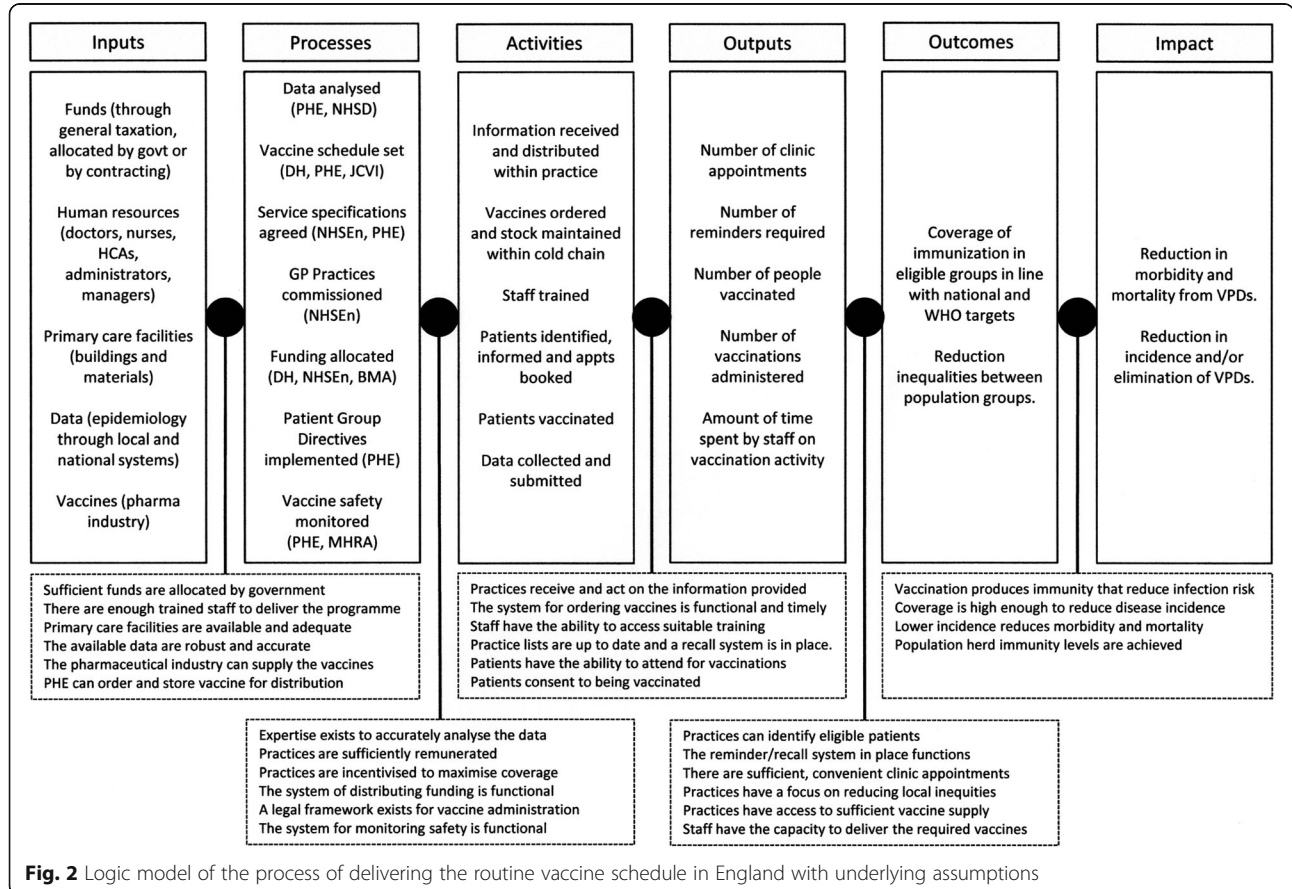 Inputs
Funds (through
general taxation,
allocated by govt or
by contracting)
Human resources
(doctors, nurses,
HCAs,
administrators,
managers)
Primary care facilities
(buildings and
materials)
Data (epidemiology
through local and
national systems)
Vaccines (pharma
industry)
Processes
Data analysed
(PHE, NHSD)
Vaccine schedule set
(DH, PHE, JCVI)
Service specifications
agreed (NHSEn, PHE)
GP Practices
commissioned
(NHSEn)
Funding allocated
(DH, NHSEn, BMA)
Patient Group
Directives
implemented (PHE)
Vaccine safety
monitored
(PHE, MHRA)
Activities
Information received
and distributed
within practice
Vaccines ordered
and stock maintained
within cold chain
Staff trained
Patients identified,
informed and appts
booked
Patients vaccinated
Data collected and
submitted
Outputs
Number of clinic
appointments
Number of
reminders required
Number of people
vaccinated
Number of
vaccinations
administered
Amount of time
spent by staff on
vaccination activity
Outcomes
Coverage of
immunization in
eligible groups in line
with national and
WHO targets
Reduction
inequalities between
population groups.
Impact
Reduction in
morbidity and
mortality from VPDs.
Reduction in
incidence and/or
elimination of VPDs.
Sufficient funds are allocated by government
There are enough trained staff to deliver the programme
Primary care facilities are available and adequate
The available data are robust and accurate
The pharmaceutical industry can supply the vaccines
PHE can order and store vaccine for distribution
Practices receive and act on the information provided
The system for ordering vaccines is functional and timely
Staff have the ability to access suitable training
Practice lists are up to date and a recall system is in place.
Patients have the ability to attend for vaccinations
Patients consent to being vaccinated
Vaccination produces immunity that reduce infection risk
Coverage is high enough to reduce disease incidence
Lower incidence reduces morbidity and mortality
Population herd immunity levels are achieved
Expertise exists to accurately analyse the data
Practices are sufficiently remunerated
Practices are incentivised to maximise coverage
The system of distributing funding is functional
A legal framework exists for vaccine administration
The system for monitoring safety is functional
Practices can identify eligible patients
The reminder/recall system in place functions
There are sufficient, convenient clinic appointments
Practices have a focus on reducing local inequities
Practices have access to sufficient vaccine supply
Staff have the capacity to deliver the required vaccines
Fig. 2 Logic model of the process of delivering the routine vaccine schedule in England with underlying assumptions